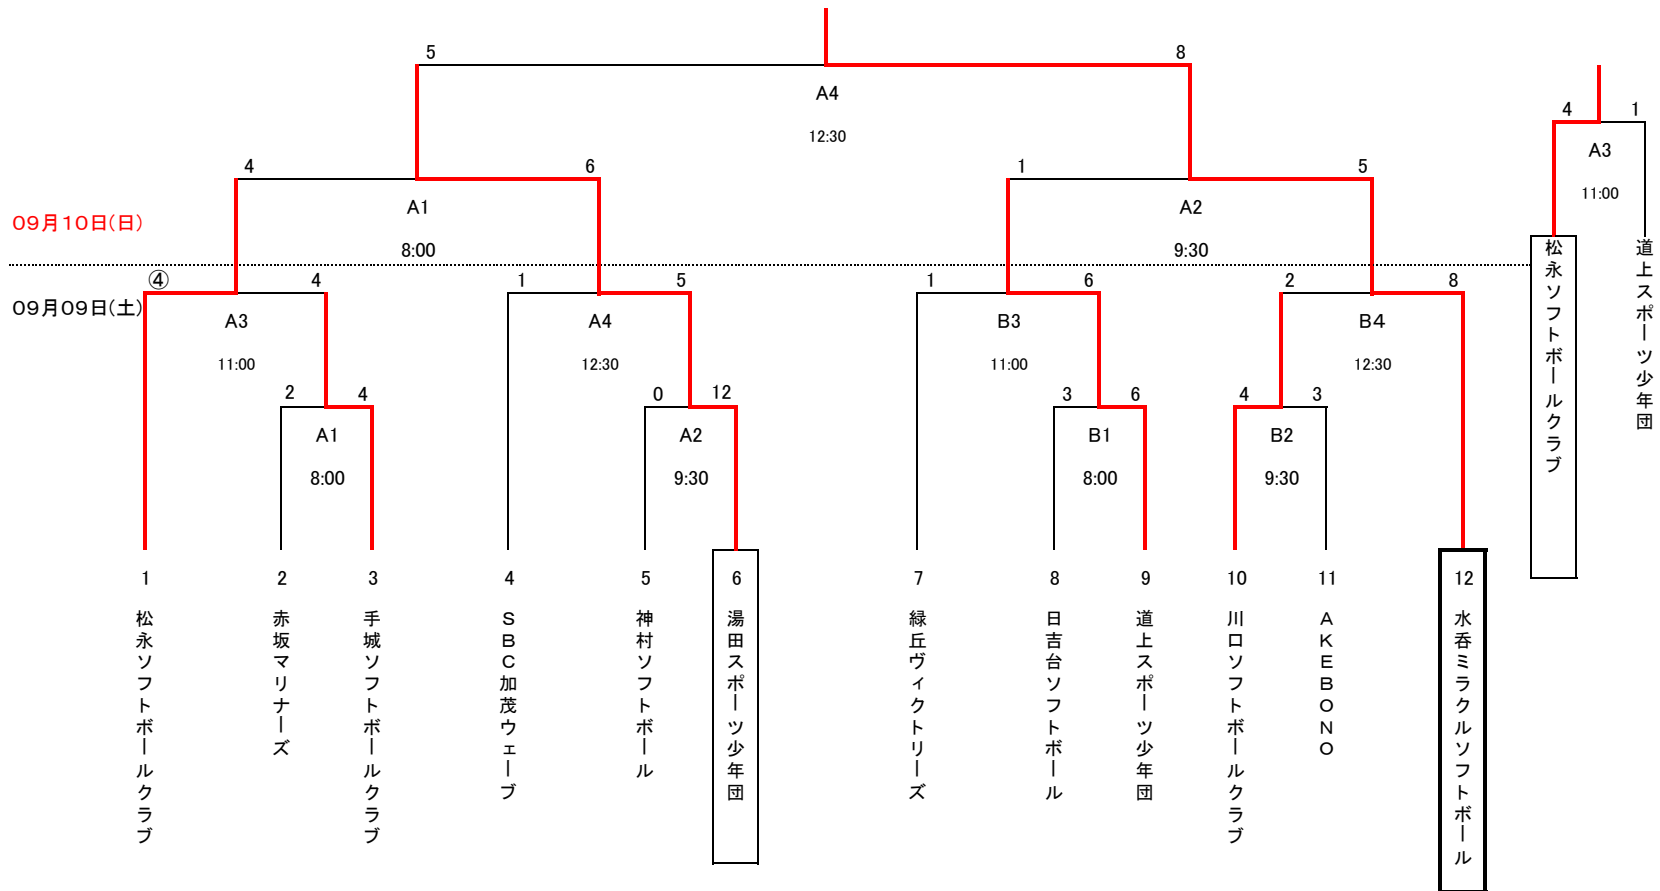 5 8
A4
12:30
4 1
A3
11:00
4 6 1 5
A1 A2
09月10日(日)
8:00 9:30
④ 4 1 5 1 6 2 8
09月09日(土)
A3 A4 B3 B4
11:00 12:30 11:00 12:30
2 4 0 12 3 6 4 3
A1 A2 B1 B2
8:00 9:30 8:00 9:30
松永ソフトボールクラブ
道上スポーツ少年団
1 2 3 4 5 6 7 8 9 10 11 12
松永ソフトボールクラブ
赤坂マリナーズ
手城ソフトボールクラブ
SBC加茂ウェーブ
神村ソフトボール
湯田スポーツ少年団
緑丘ヴィクトリーズ
日吉台ソフトボール
道上スポーツ少年団
川口ソフトボールクラブ
AKEBONO
水呑ミラクルソフトボール